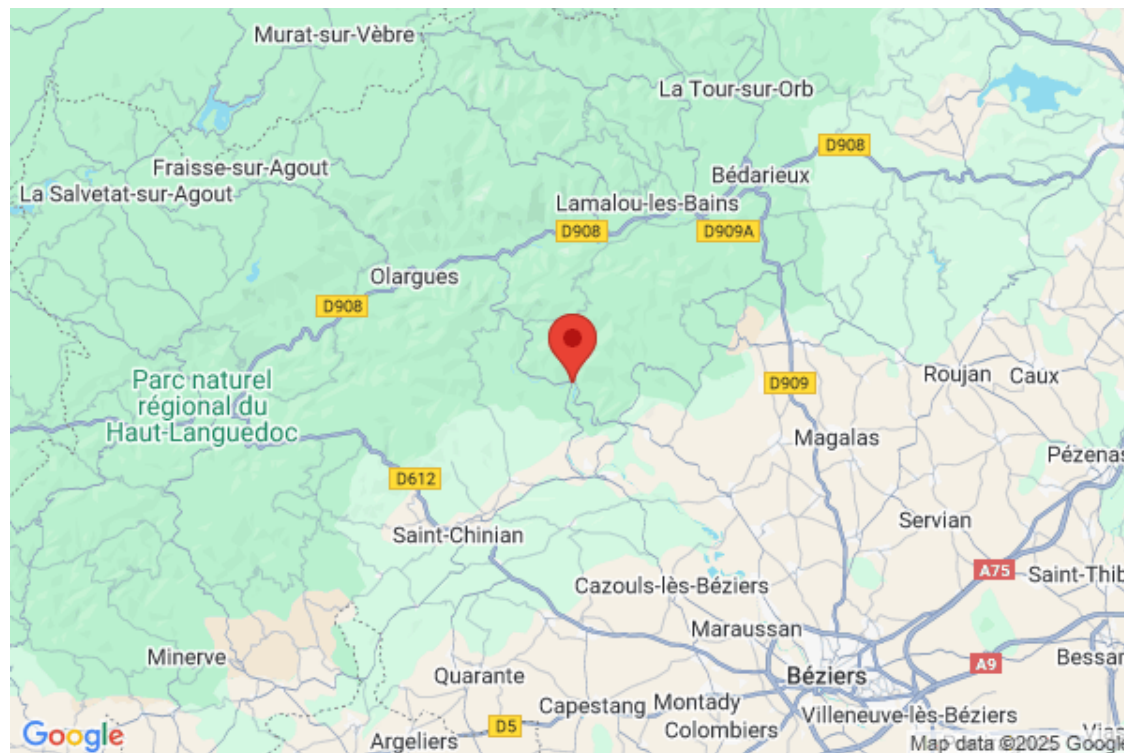 Murat-sur-Vèbre
La Tour-sur-Orb
D908
Fraisse-sur-Agout
Bédarieux
La Salvetat-sur-Agout
Lamalou-les-Bains
D908
D909A
Olargues
D908
Parc naturel
régional du
Haut-Languedoc
D909
Roujan
Caux
Magalas
Pézenas
D612
Servian
Saint-Chinian
A75
Saint-Thib
Cazouls-lès-Béziers
Maraussan
Minerve
A9
Bessan
Quarante
Béziers
Capestang
Montady
Villeneuve-lès-Béziers
D5
Colombiers
Argeliers
Google
Map data ©2025 Google